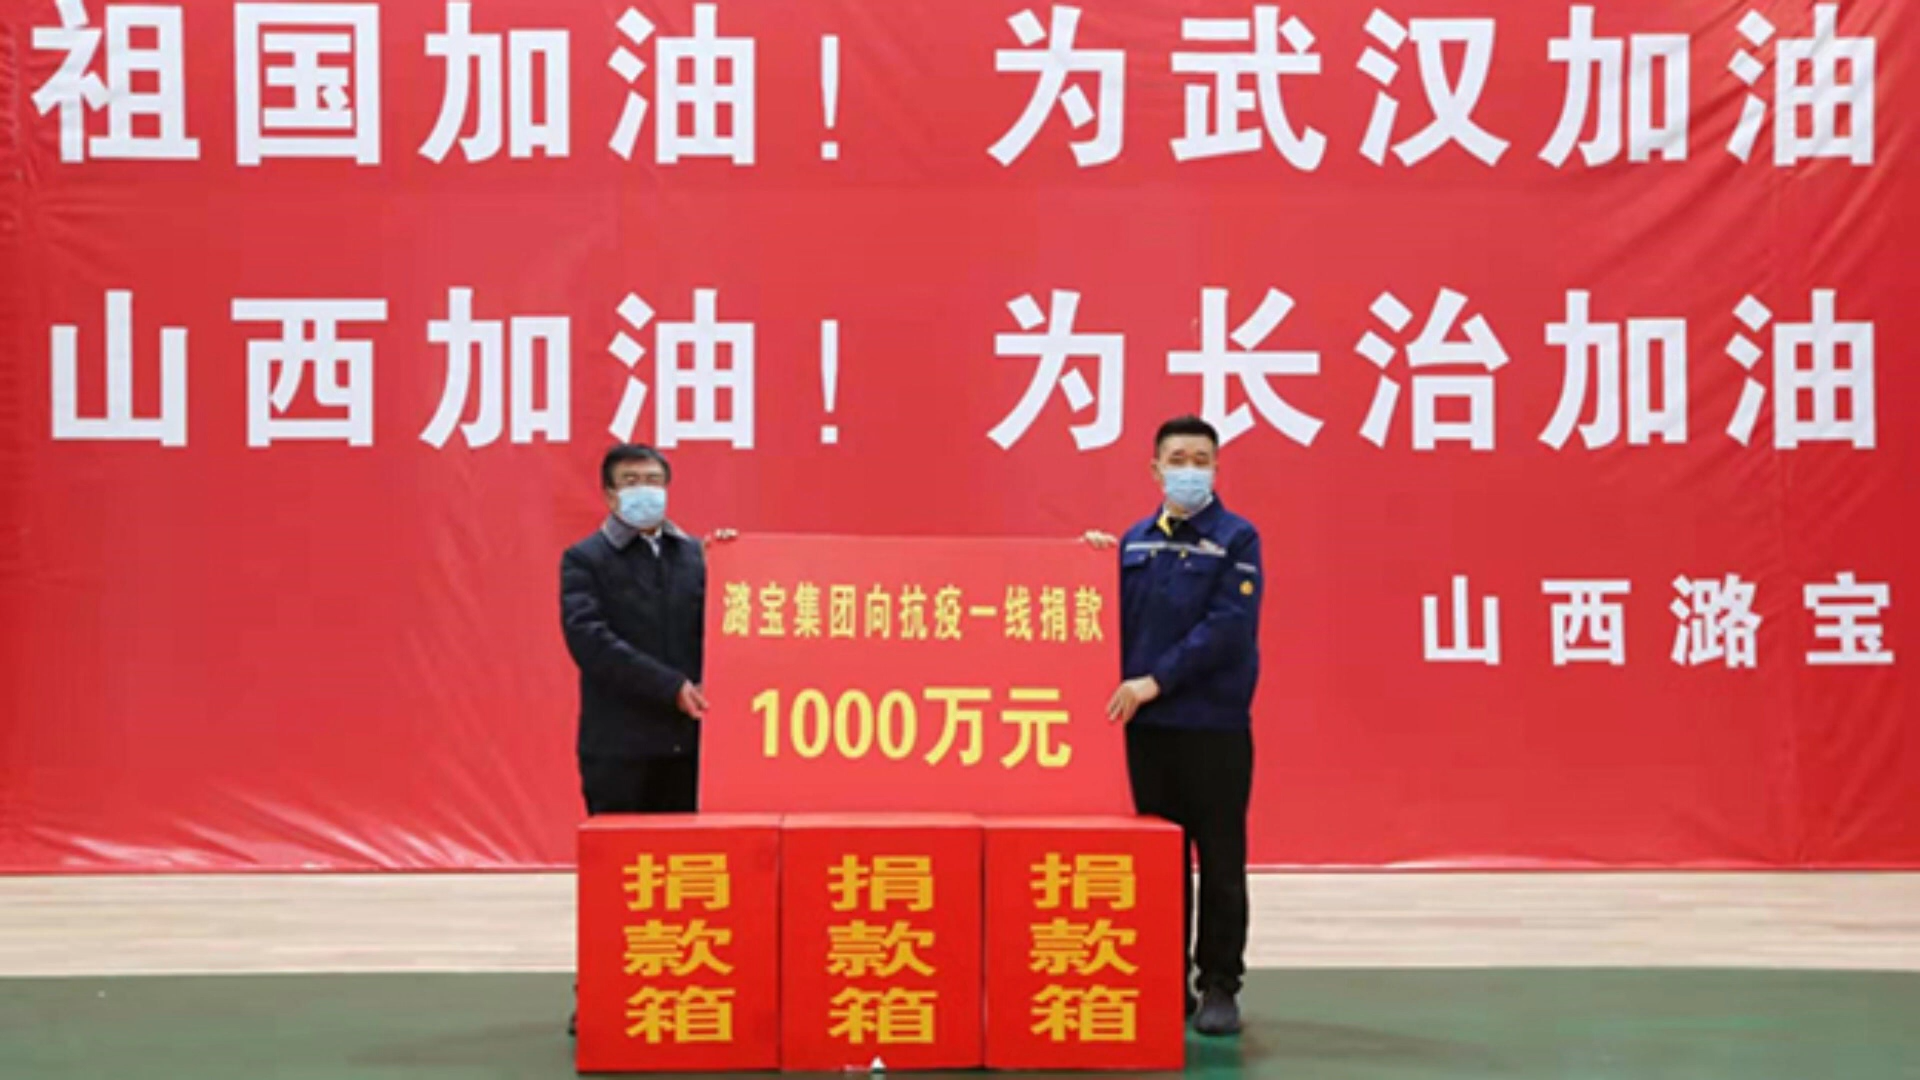 祖国加油！ 为武汉加油
山西加油！ 为长治加油
山西潞宝
潞宝集团向抗疫一线捐款
1000万元
捐款箱
捐款箱
捐款箱